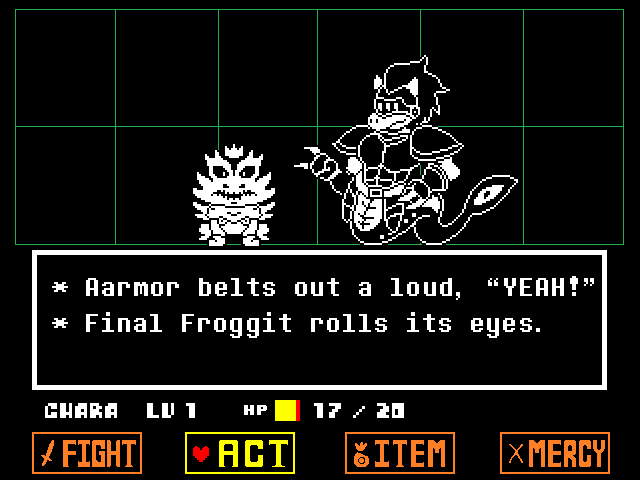 * Aarmor belts out a loud, “YEAH!”
* Final Froggit rolls its eyes.
CHARA LV 1 HP 17 / 20
FIGHT ACT ITEM MERCY